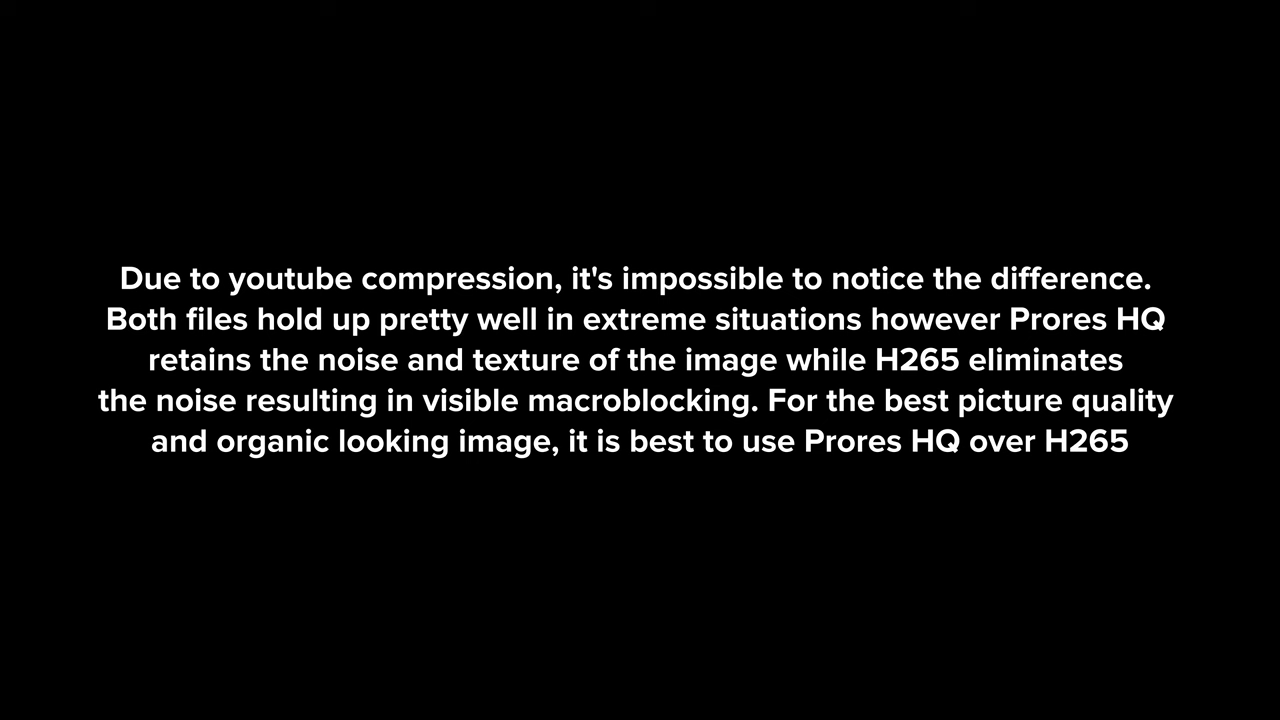 Due to youtube compression, it's impossible to notice the difference.
Both files hold up pretty well in extreme situations however Prores HQ
retains the noise and texture of the image while H265 eliminates
the noise resulting in visible macroblocking. For the best picture quality
and organic looking image, it is best to use Prores HQ over H265